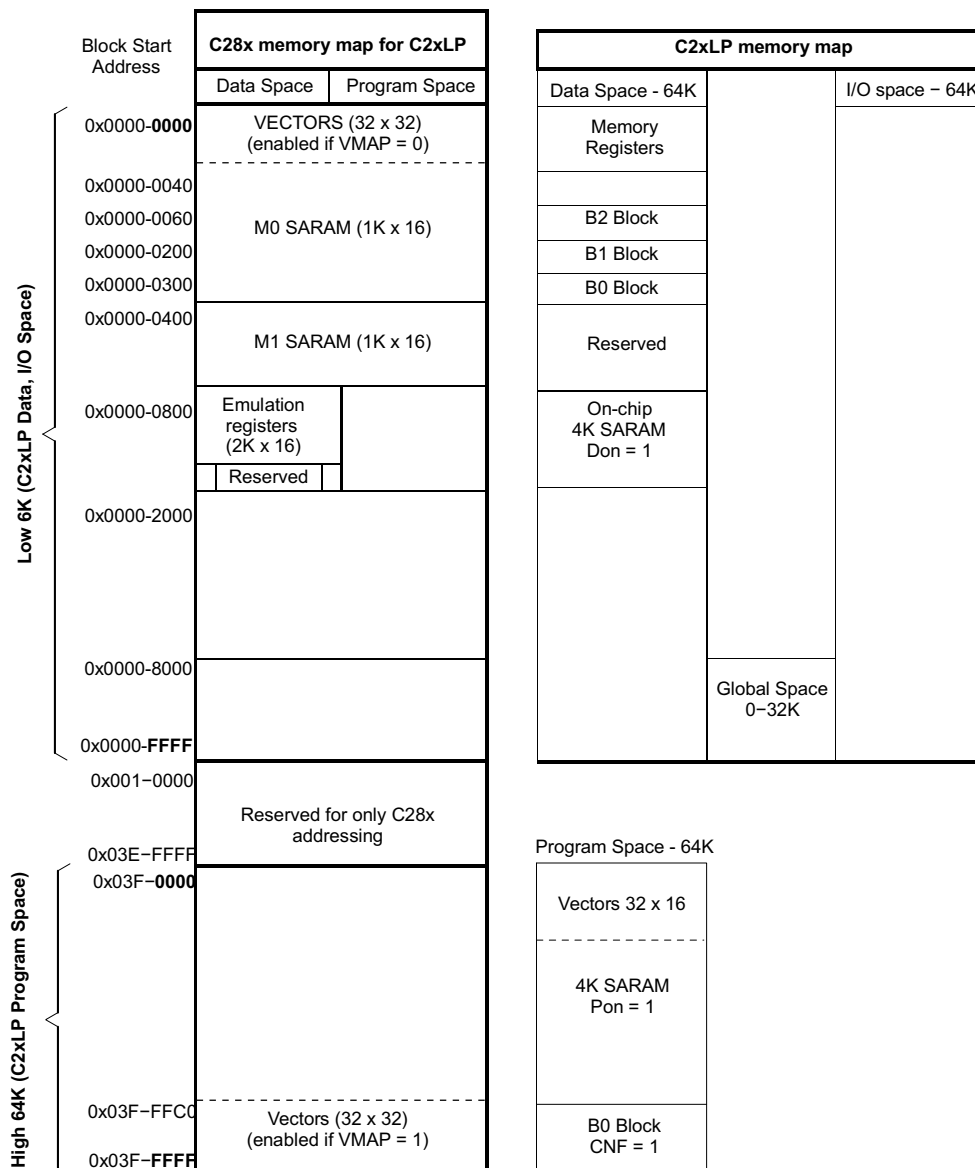 Block Start
Address
C28x memory map for C2xLP
Data Space
Program Space
C2xLP memory map
Data Space - 64K
I/O space − 64K
Low 6K (C2xLP Data, I/O Space)
0x0000-0000
VECTORS (32 x 32)
(enabled if VMAP = 0)
Memory
Registers
0x0000-0040
0x0000-0060
M0 SARAM (1K x 16)
B2 Block
0x0000-0200
B1 Block
0x0000-0300
B0 Block
0x0000-0400
M1 SARAM (1K x 16)
Reserved
0x0000-0800
Emulation
registers
(2K x 16)
Reserved
On-chip
4K SARAM
Don = 1
0x0000-2000
0x0000-8000
Global Space
0−32K
0x0000-FFFF
0x001−0000
Reserved for only C28x
addressing
0x03E−FFFF
High 64K (C2xLP Program Space)
0x03F−0000
Program Space - 64K
Vectors 32 x 16
4K SARAM
Pon = 1
0x03F−FFC0
Vectors (32 x 32)
(enabled if VMAP = 1)
B0 Block
CNF = 1
0x03F−FFFF